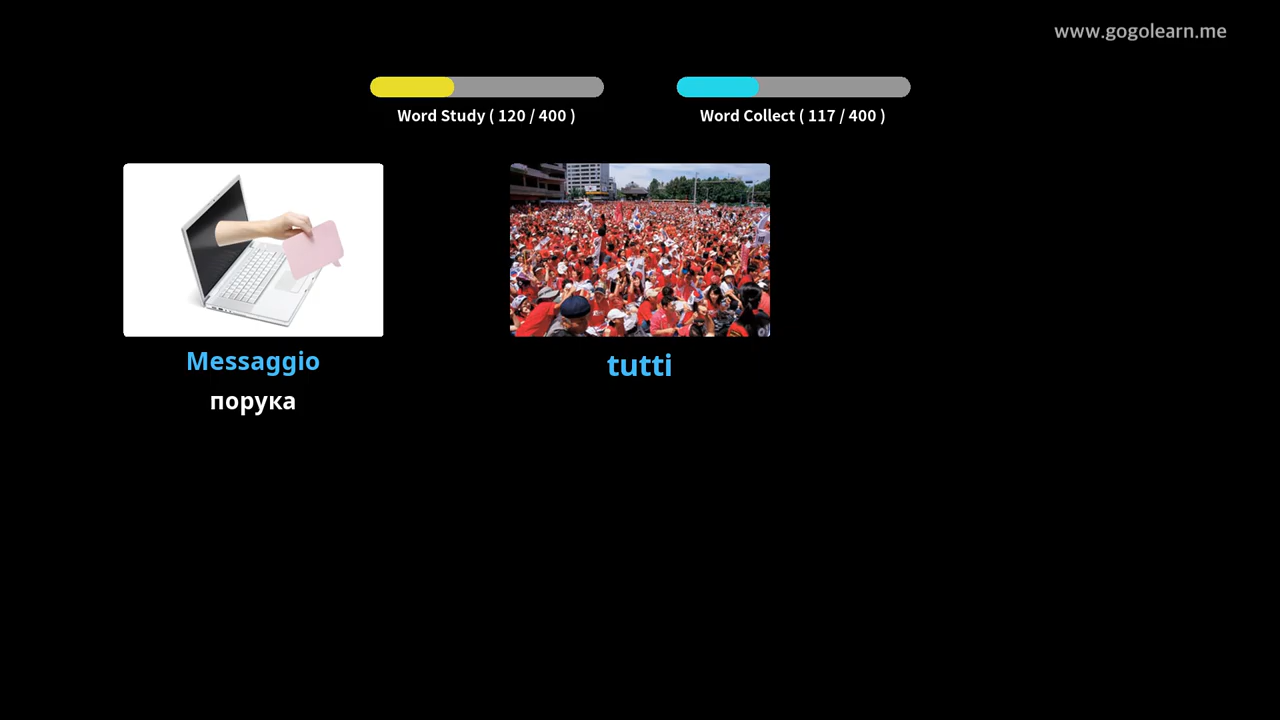 www.gogolearn.me
Word Study ( 120 / 400 )
Word Collect ( 117 / 400 )
Messaggio
порука
tutti